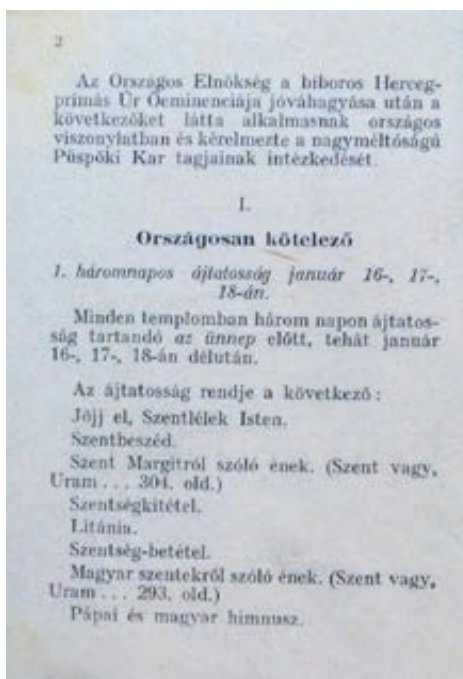 2
Az Országos Elnökség a bíboros Herceg-
prímás Úr Őeminenciája jóváhagyása után a
következőket látta alkalmasnak országos
viszonylatban és kérelmezte a nagyméltóságú
Püspöki Kar tagjainak intézkedését.
I.
Országosan kötelező
1. háromnapos ájtatosság január 16-, 17-,
18-án.
Minden templomban három napon ájtatos-
ság tartandó az ünnep előtt, tehát január
16-, 17-, 18-án délután.
Az ájtatosság rendje a következő:
Jöjj el, Szentlélek Isten.
Szentbeszéd.
Szent Margitról szóló ének. (Szent vagy,
Uram... 304. old.)
Szentségkitétel.
Litánia.
Szentség-betétel.
Magyar szentekről szóló ének. (Szent vagy,
Uram... 293. old.)
Pápai és magyar himnusz.